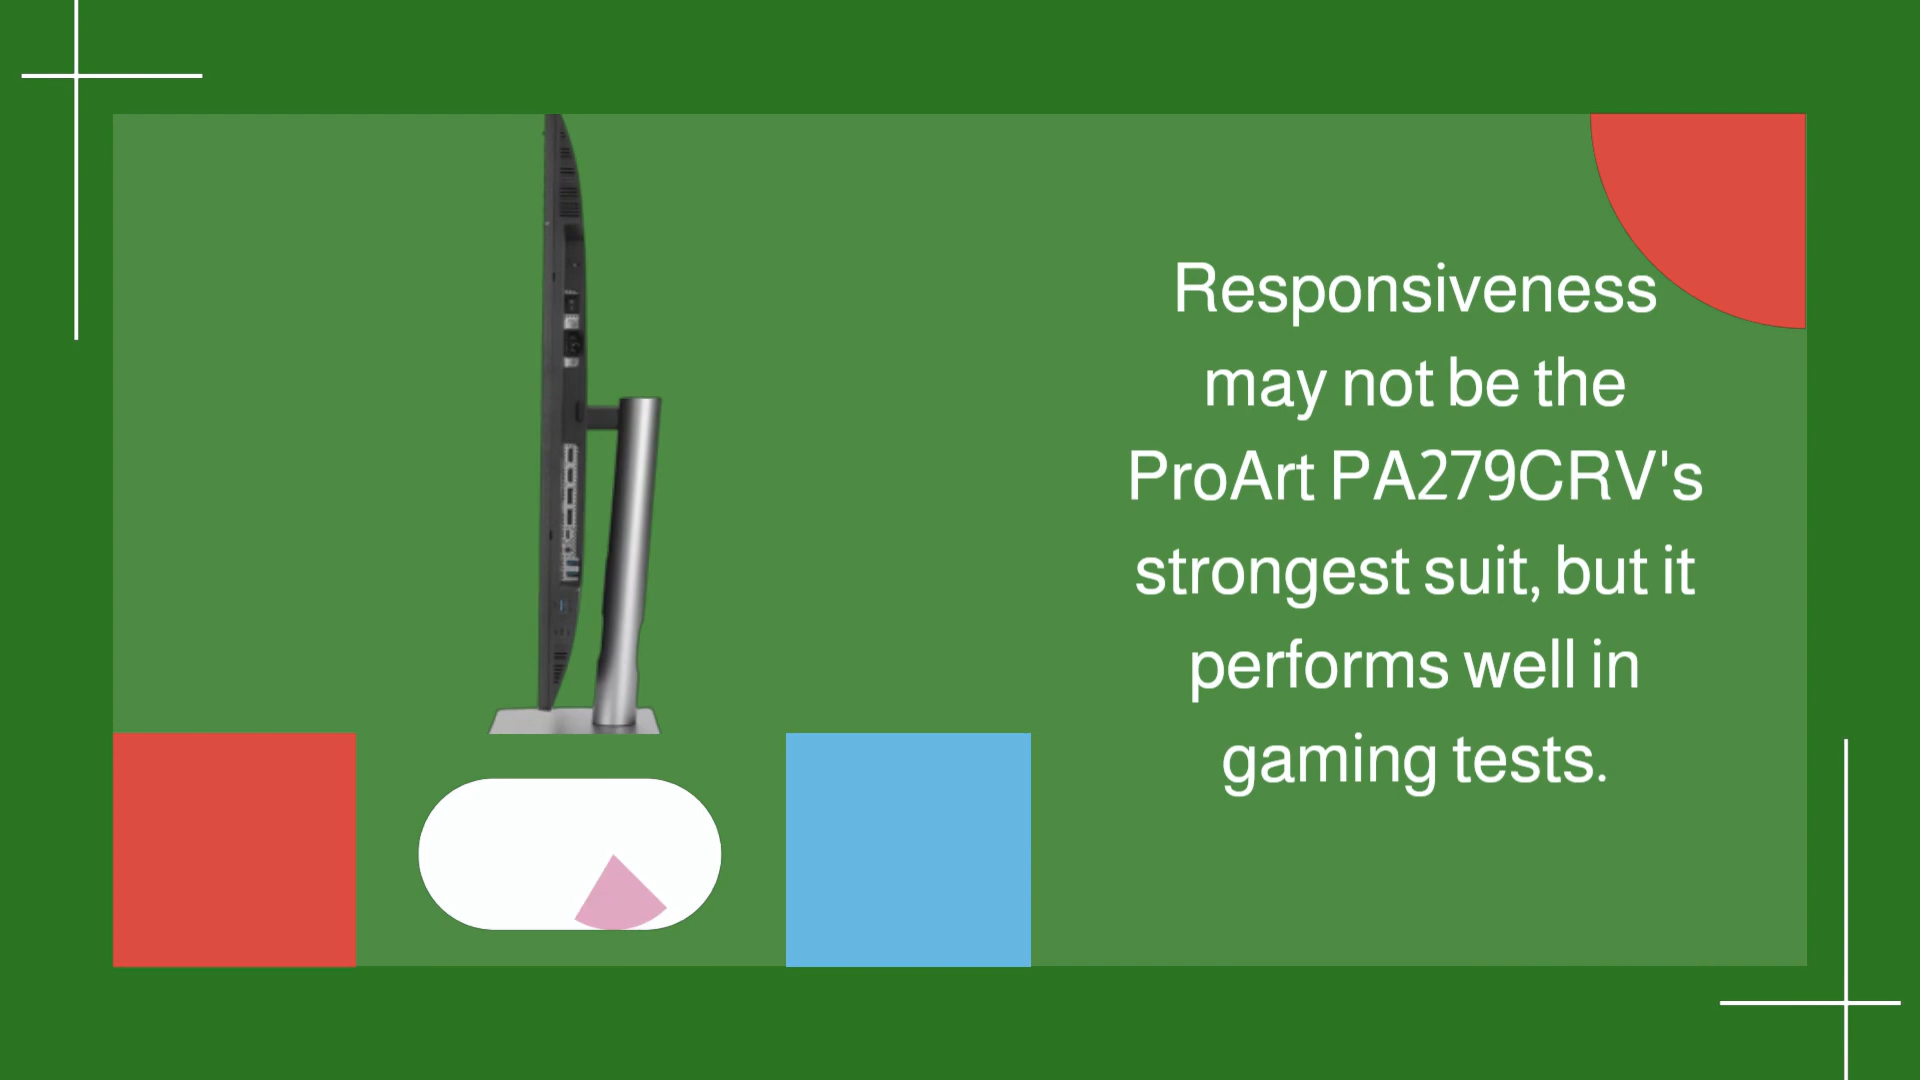 Responsiveness
may not be the
ProArt PA279CRV's
strongest suit, but it
performs well in
gaming tests.